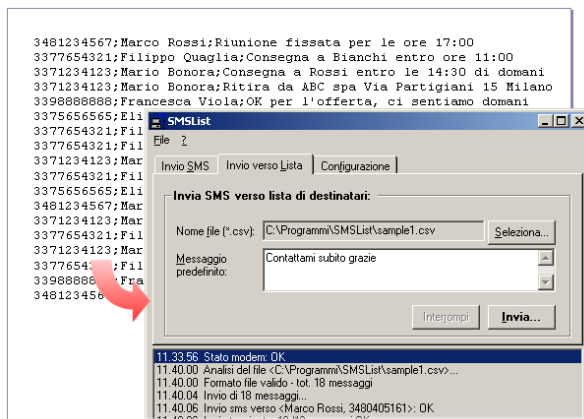 3481234567;Marco Rossi;Riunione fissata per le ore 17:00
3377654321;Filippo Quaglia;Consegna a Bianchi entro ore 11:00
3371234123;Mario Bonora;Consegna a Rossi entro le 14:30 di domani
3371234123;Mario Bonora;Ritira da ABC spa Via Partigiani 15 Milano
3398888888;Francesca Viola;OK per l'offerta, ci sentiamo domani
3375656565;Eli
3377654321;Fil
3377654321;Fil
3371234123;Mar
3377654321;Fil
3375656565;Eli
3481234567;Mar
3371234123;Mar
3377654321;Fil
3371234123;Mar
;Fil
;Fra
SMSList
File ?
Invio SMS Invio verso Lista Configurazione
Invia SMS verso lista di destinatari:
Nome file (*.csv): C:\Programmi\SMSList\sample1.csv Seleziona...
Messaggio predefinito: Contattami subito grazie
Interrompi Invia...
11.33.56 Stato modem: OK
11.40.00 Analisi del file <C:\Programmi\SMSList\sample1.csv>...
11.40.00 Formato file valido - tot. 18 messaggi
11.40.04 Invio di 18 messaggi...
11.40.06 Invio sms verso <Marco Rossi, 3480405161>: OK